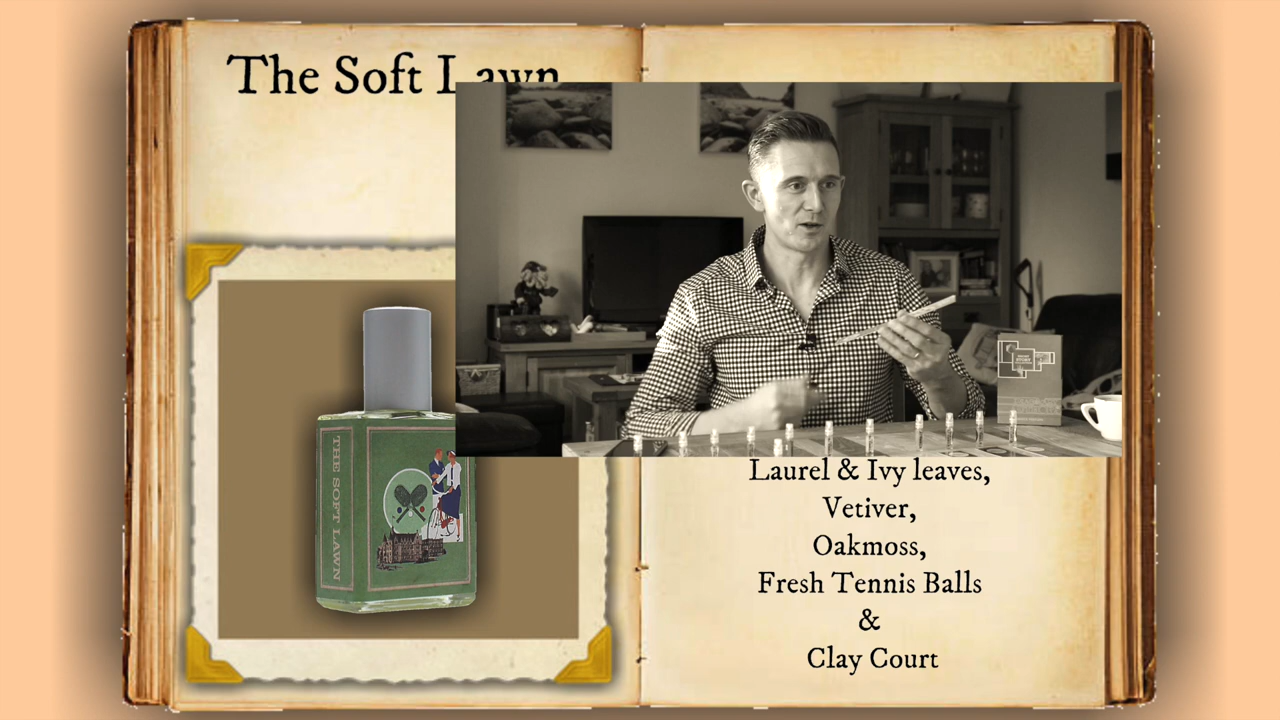 The Soft Lawn
THE SOFT LAWN
Laurel & Ivy leaves,
Vetiver,
Oakmoss,
Fresh Tennis Balls
&
Clay Court